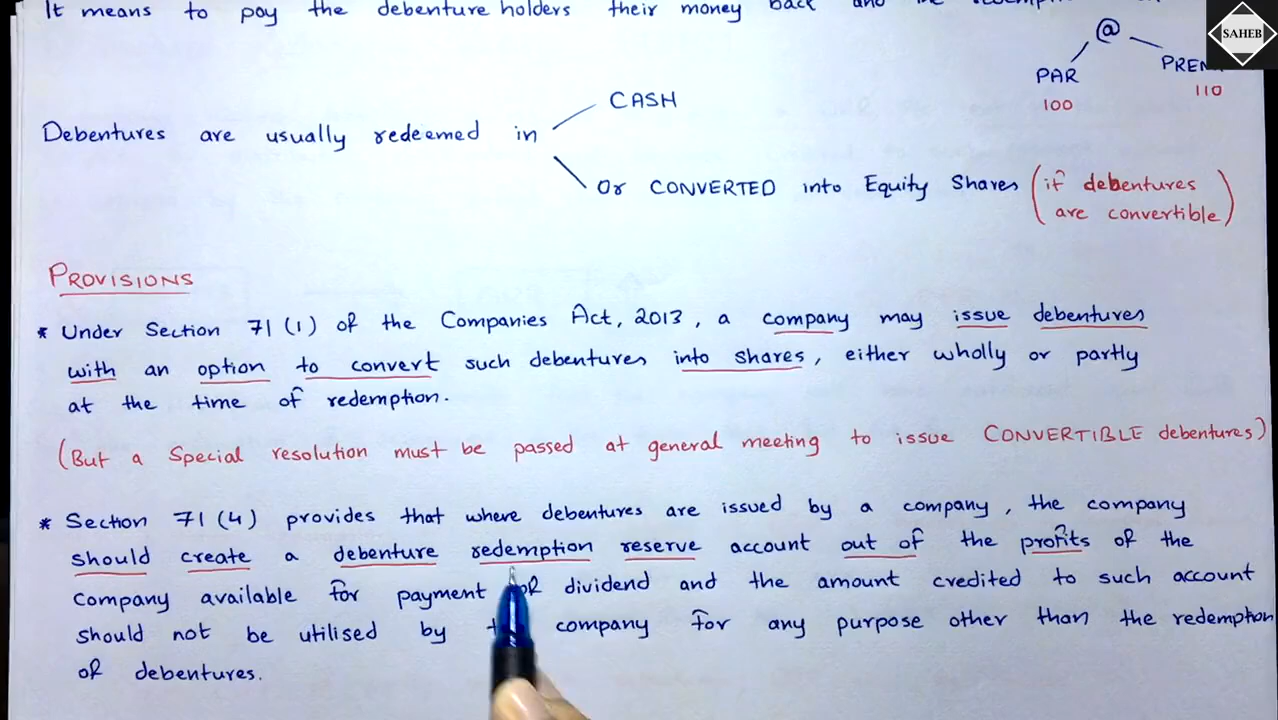 It means to pay the debenture holders their money back and
SAHEB
@
PAR
100
110
CASH
Debentures are usually redeemed in
Or CONVERTED into Equity Shares (if debentures are convertible)
PROVISIONS
* Under Section 71 (1) of the Companies Act, 2013, a company may issue debentures
with an option to convert such debentures into shares, either wholly or partly
at the time of redemption.
(But a Special resolution must be passed at general meeting to issue CONVERTIBLE debentures)
* Section 71 (4) provides that where debentures are issued by a company, the company
should create a debenture redemption reserve account out of the profits of the
company available for payment of dividend and the amount credited to such account
should not be utilised by company for any purpose other than the redemption
of debentures.